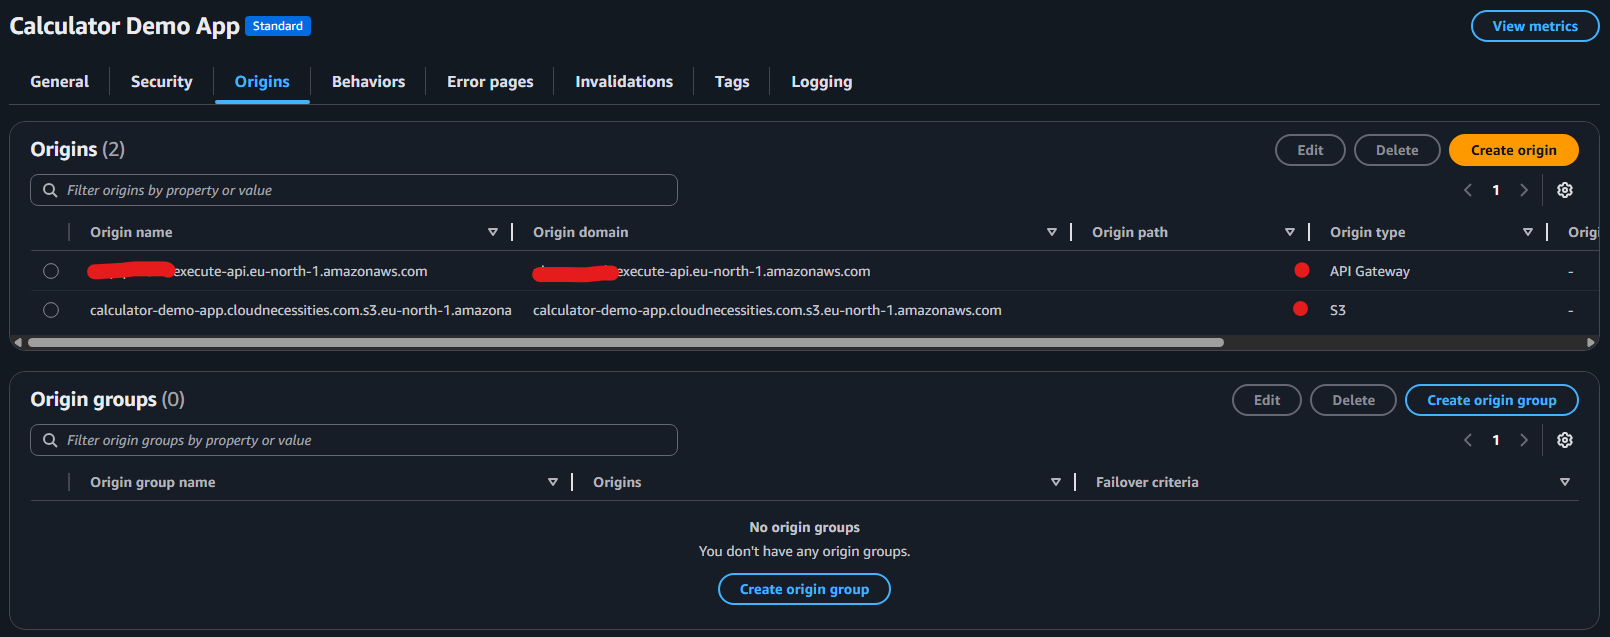 Calculator Demo App Standard View metrics
General Security Origins Behaviors Error pages Invalidations Tags Logging
Origins (2) Edit Delete Create origin
Filter origins by property or value 1
Origin name Origin domain Origin path Origin type Origi
execute-api.eu-north-1.amazonaws.com execute-api.eu-north-1.amazonaws.com API Gateway -
calculator-demo-app.cloudnecessities.com.s3.eu-north-1.amazona calculator-demo-app.cloudnecessities.com.s3.eu-north-1.amazonaws.com S3 -
Origin groups (0) Edit Delete Create origin group
Filter origin groups by property or value 1
Origin group name Origins Failover criteria
No origin groups
You don't have any origin groups.
Create origin group